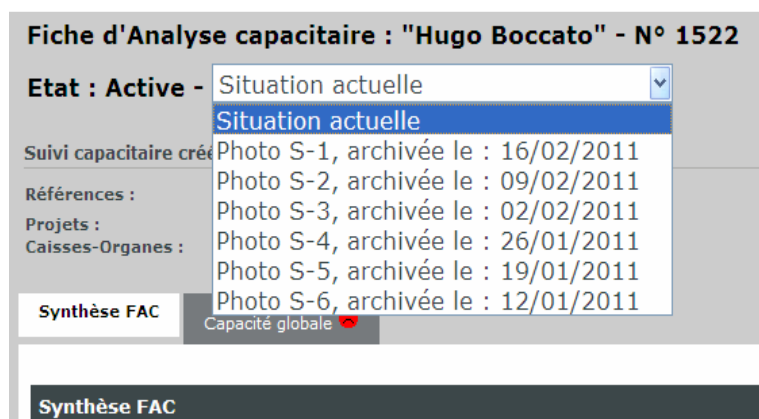 Fiche d'Analyse capacitaire : "Hugo Boccato" - N° 1522
Etat : Active - Situation actuelle
Situation actuelle
Suivi capacitaire créé
Photo S-1, archivée le : 16/02/2011
Photo S-2, archivée le : 09/02/2011
Références :
Photo S-3, archivée le : 02/02/2011
Projets :
Photo S-4, archivée le : 26/01/2011
Caisses-Organes :
Photo S-5, archivée le : 19/01/2011
Photo S-6, archivée le : 12/01/2011
Synthèse FAC
Capacité globale
Synthèse FAC